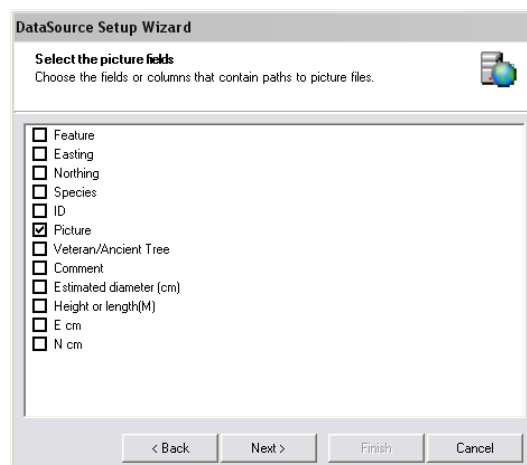 DataSource Setup Wizard
Select the picture fields
Choose the fields or columns that contain paths to picture files.
Feature
Easting
Northing
Species
ID
Picture
Veteran/Ancient Tree
Comment
Estimated diameter (cm)
Height or length(M)
E cm
N cm
< Back Next > Finish Cancel